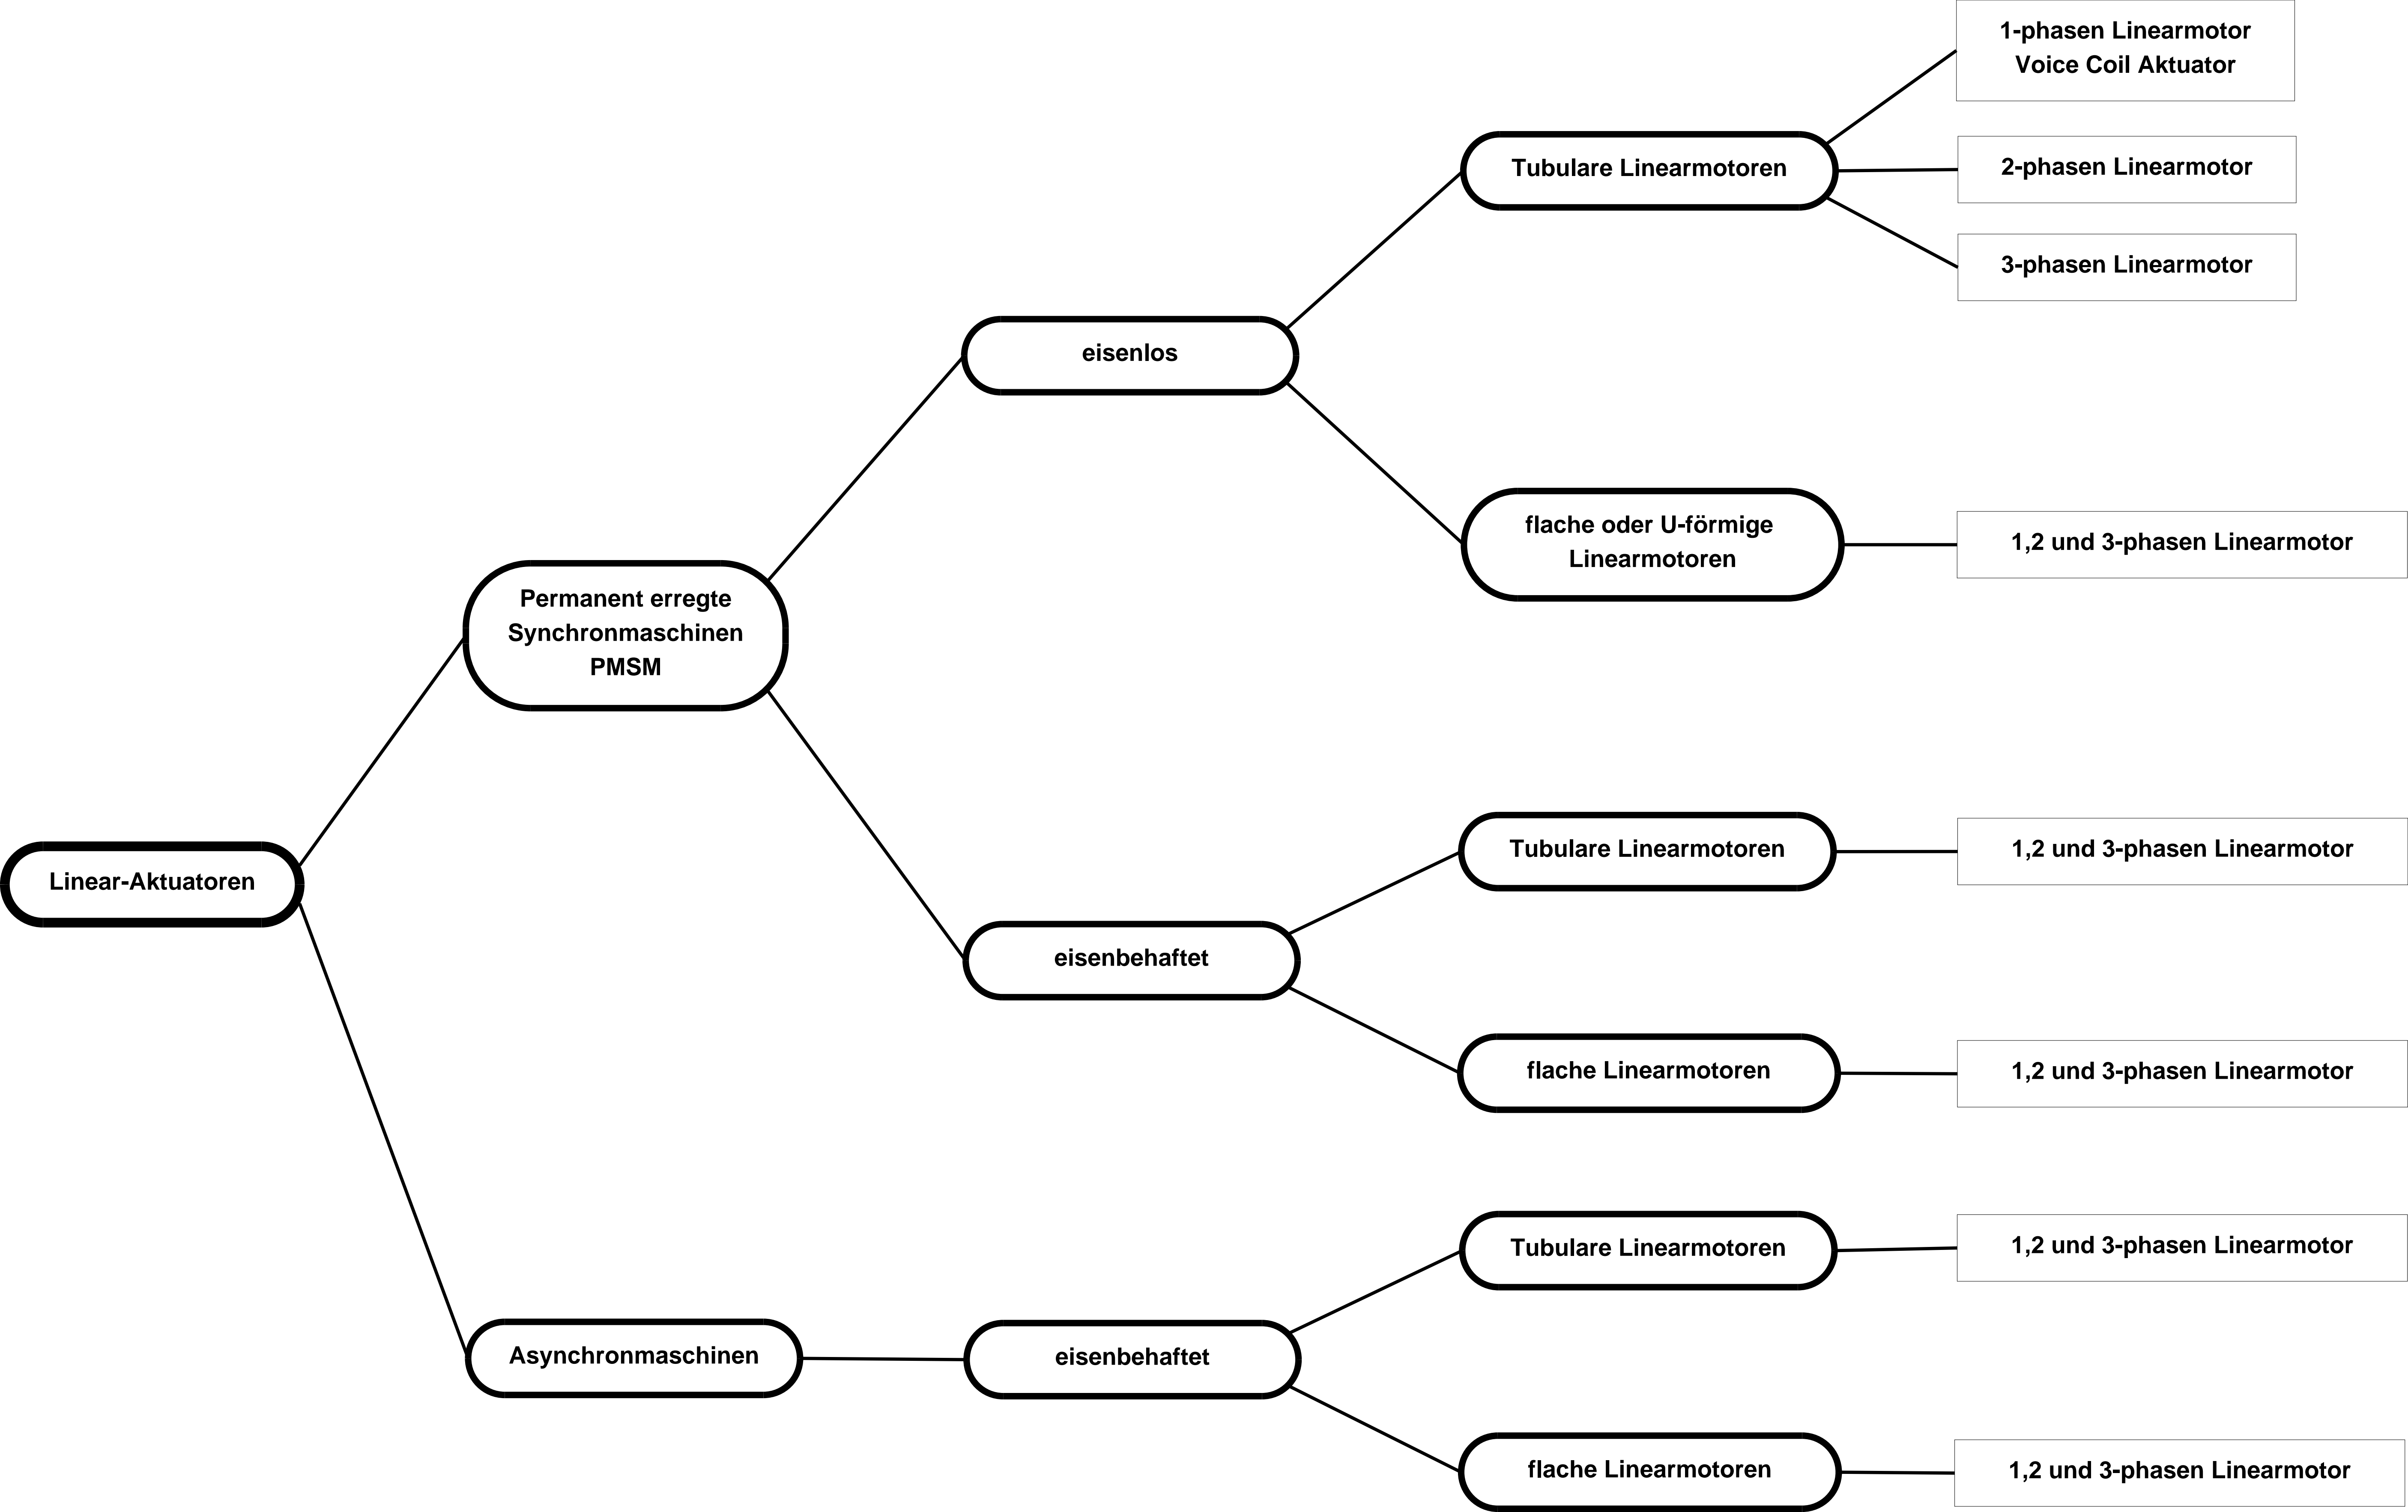 1-phasen Linearmotor
Voice Coil Aktuator
Tubulare Linearmotoren
2-phasen Linearmotor
3-phasen Linearmotor
eisenlos
flache oder U-förmige
Linearmotoren
1,2 und 3-phasen Linearmotor
Permanent erregte
Synchronmaschinen
PMSM
Tubulare Linearmotoren
1,2 und 3-phasen Linearmotor
Linear-Aktuatoren
eisenbehaftet
flache Linearmotoren
1,2 und 3-phasen Linearmotor
Tubulare Linearmotoren
1,2 und 3-phasen Linearmotor
Asynchronmaschinen
eisenbehaftet
flache Linearmotoren
1,2 und 3-phasen Linearmotor